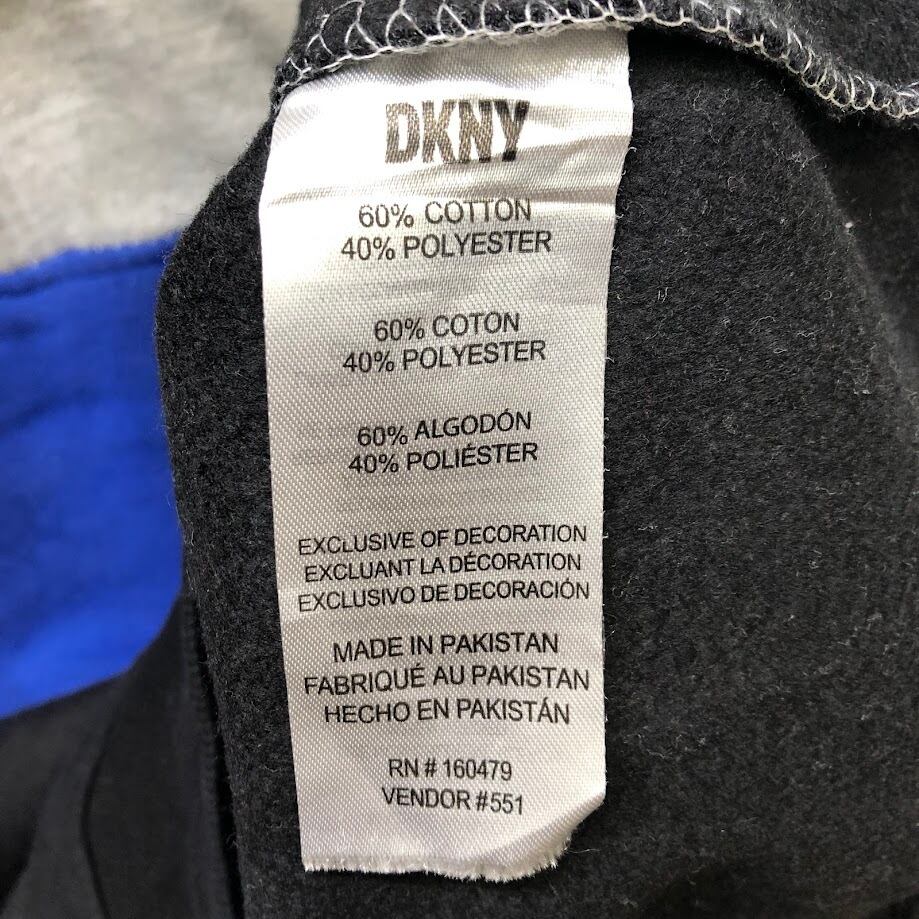 DKNY
60% COTTON
40% POLYESTER
60% COTON
40% POLYESTER
60% ALGODÓN
40% POLIÉSTER
EXCLUSIVE OF DECORATION
EXCLUANT LA DÉCORATION
EXCLUSIVO DE DECORACIÓN
MADE IN PAKISTAN
FABRIQUÉ AU PAKISTAN
HECHO EN PAKISTÁN
RN # 160479
VENDOR #551